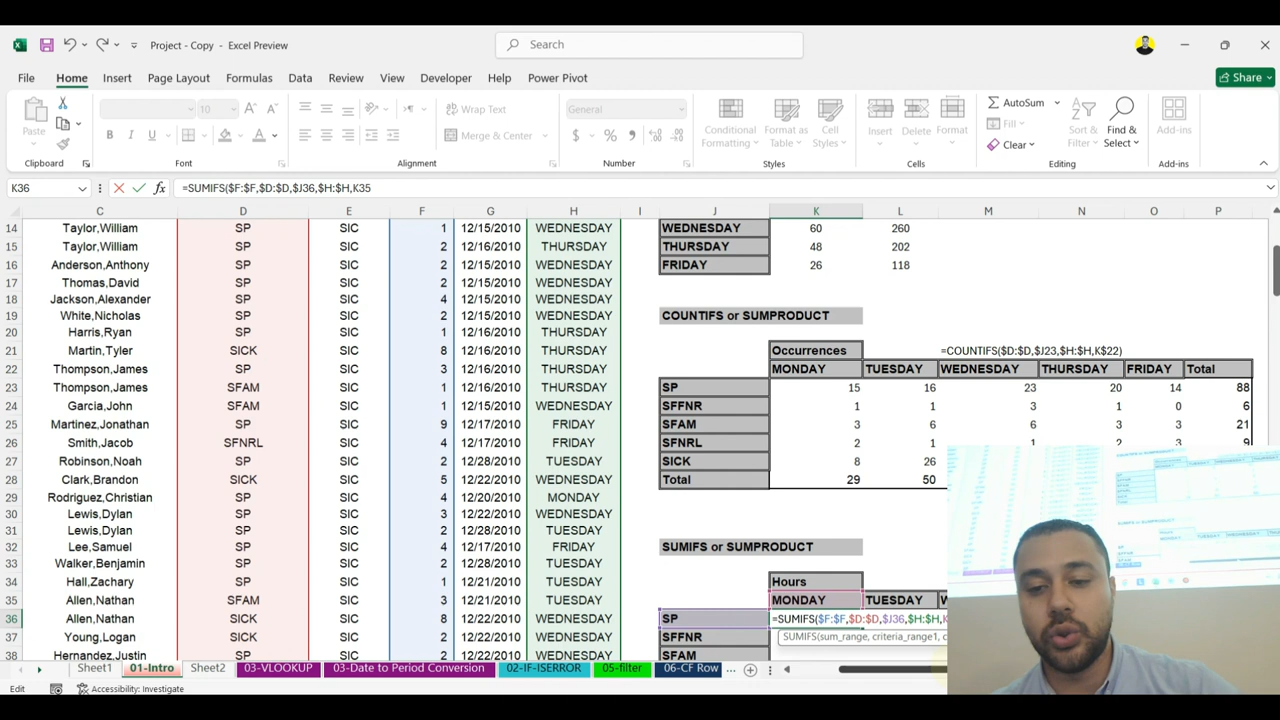 Project - Copy - Excel Preview
Search
File Home Insert Page Layout Formulas Data Review View Developer Help Power Pivot
Share
Paste
10
Wrap Text
General
AutoSum
Merge & Center
Conditional Formatting
Format as Table
Cell Styles
Insert Delete Format
Fill
Clear
Sort & Filter
Find & Select
Add-ins
Clipboard Font Alignment Number Styles Cells Editing Add-ins
K36 fx =SUMIFS($F:$F,$D:$D,$J36,$H:$H,K35
C D E F G H I J K L M N O P
14 Taylor,William SP SIC 1 12/15/2010 WEDNESDAY WEDNESDAY 60 260
15 Taylor,William SP SIC 2 12/16/2010 THURSDAY THURSDAY 48 202
16 Anderson,Anthony SP SIC 2 12/15/2010 WEDNESDAY FRIDAY 26 118
17 Thomas,David SP SIC 2 12/15/2010 WEDNESDAY
18 Jackson,Alexander SP SIC 4 12/15/2010 WEDNESDAY
19 White,Nicholas SP SIC 2 12/15/2010 WEDNESDAY COUNTIFS or SUMPRODUCT
20 Harris,Ryan SP SIC 1 12/16/2010 THURSDAY
21 Martin,Tyler SICK SIC 8 12/16/2010 THURSDAY Occurrences =COUNTIFS($D:$D,$J23,$H:$H,K$22)
22 Thompson,James SP SIC 3 12/16/2010 THURSDAY MONDAY TUESDAY WEDNESDAY THURSDAY FRIDAY Total
23 Thompson,James SFAM SIC 1 12/16/2010 THURSDAY SP 15 16 23 20 14 88
24 Garcia,John SFAM SIC 1 12/15/2010 WEDNESDAY SFFNR 1 1 3 1 0 6
25 Martinez,Jonathan SP SIC 9 12/17/2010 FRIDAY SFAM 3 6 6 3 3 21
26 Smith,Jacob SFNRL SIC 4 12/17/2010 FRIDAY SFNRL 2 1 1 2 3 9
27 Robinson,Noah SP SIC 2 12/28/2010 TUESDAY SICK 8 26
28 Clark,Brandon SICK SIC 5 12/22/2010 WEDNESDAY Total 29 50
29 Rodriguez,Christian SP SIC 4 12/20/2010 MONDAY
30 Lewis,Dylan SP SIC 3 12/22/2010 WEDNESDAY
31 Lewis,Dylan SP SIC 2 12/28/2010 TUESDAY
32 Lee,Samuel SP SIC 4 12/17/2010 FRIDAY SUMIFS or SUMPRODUCT
33 Walker,Benjamin SP SIC 2 12/28/2010 TUESDAY
34 Hall,Zachary SP SIC 1 12/21/2010 TUESDAY Hours
35 Allen,Nathan SFAM SIC 3 12/21/2010 TUESDAY MONDAY TUESDAY W
36 Allen,Nathan SICK SIC 8 12/22/2010 WEDNESDAY SP =SUMIFS($F:$F,$D:$D,$J36,$H:$H,K
37 Young,Logan SP SIC 2 12/22/2010 WEDNESDAY SFFNR SUMIFS(sum_range, criteria_range1, c
38 Hernandez,Justin SP SIC 2 12/22/2010 WEDNESDAY SFAM
Sheet1 01-Intro Sheet2 03-VLOOKUP 03-Date to Period Conversion 02-IF-ISERROR 05-filter 06-CF Row ...
Edit Accessibility: Investigate